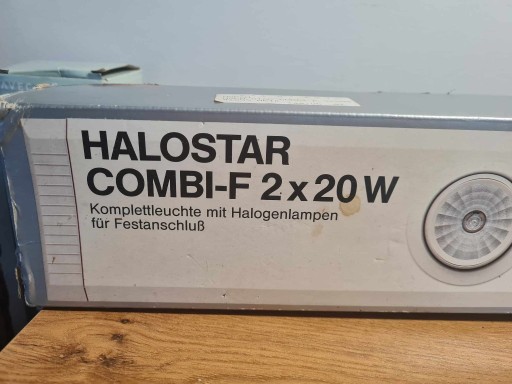 HALOSTAR
COMBI-F 2 x 20 W
Komplettleuchte mit Halogenlampen
für Festanschluß